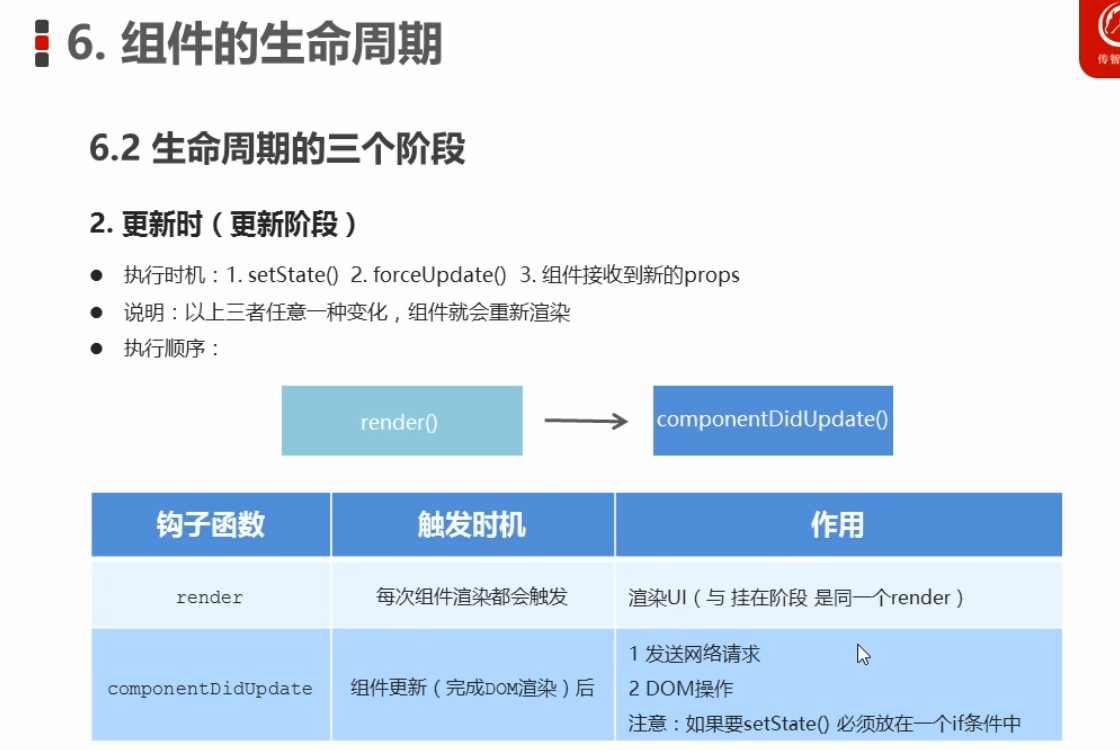 6. 组件的生命周期
传智
6.2 生命周期的三个阶段
2. 更新时（更新阶段）
● 执行时机：1. setState() 2. forceUpdate() 3. 组件接收到新的props
● 说明：以上三者任意一种变化，组件就会重新渲染
● 执行顺序：
render()
componentDidUpdate()
钩子函数 触发时机 作用
render 每次组件渲染都会触发 渲染UI（与 挂在阶段 是同一个render）
componentDidUpdate 组件更新（完成DOM渲染）后
1 发送网络请求
2 DOM操作
注意：如果要setState() 必须放在一个if条件中